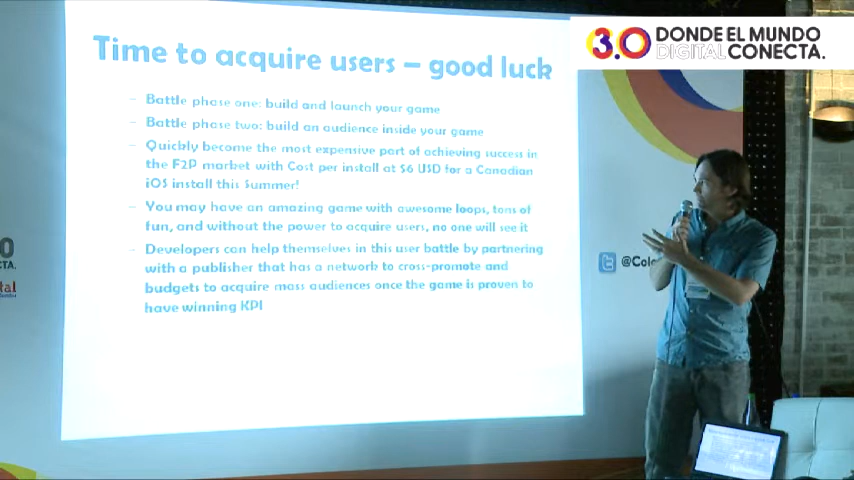 3.0 DONDE EL MUNDO
DIGITAL CONECTA.
Time to acquire users – good luck
– Battle phase one: build and launch your game
– Battle phase two: build an audience inside your game
– Quickly become the most expensive part of achieving success in
the F2P market with Cost per install at $6 USD for a Canadian
iOS install this Summer!
– You may have an amazing game with awesome loops, tons of
fun, and without the power to acquire users, no one will see it
– Developers can help themselves in this user battle by partnering
with a publisher that has a network to cross-promote and
budgets to acquire mass audiences once the game is proven to
have winning KPI